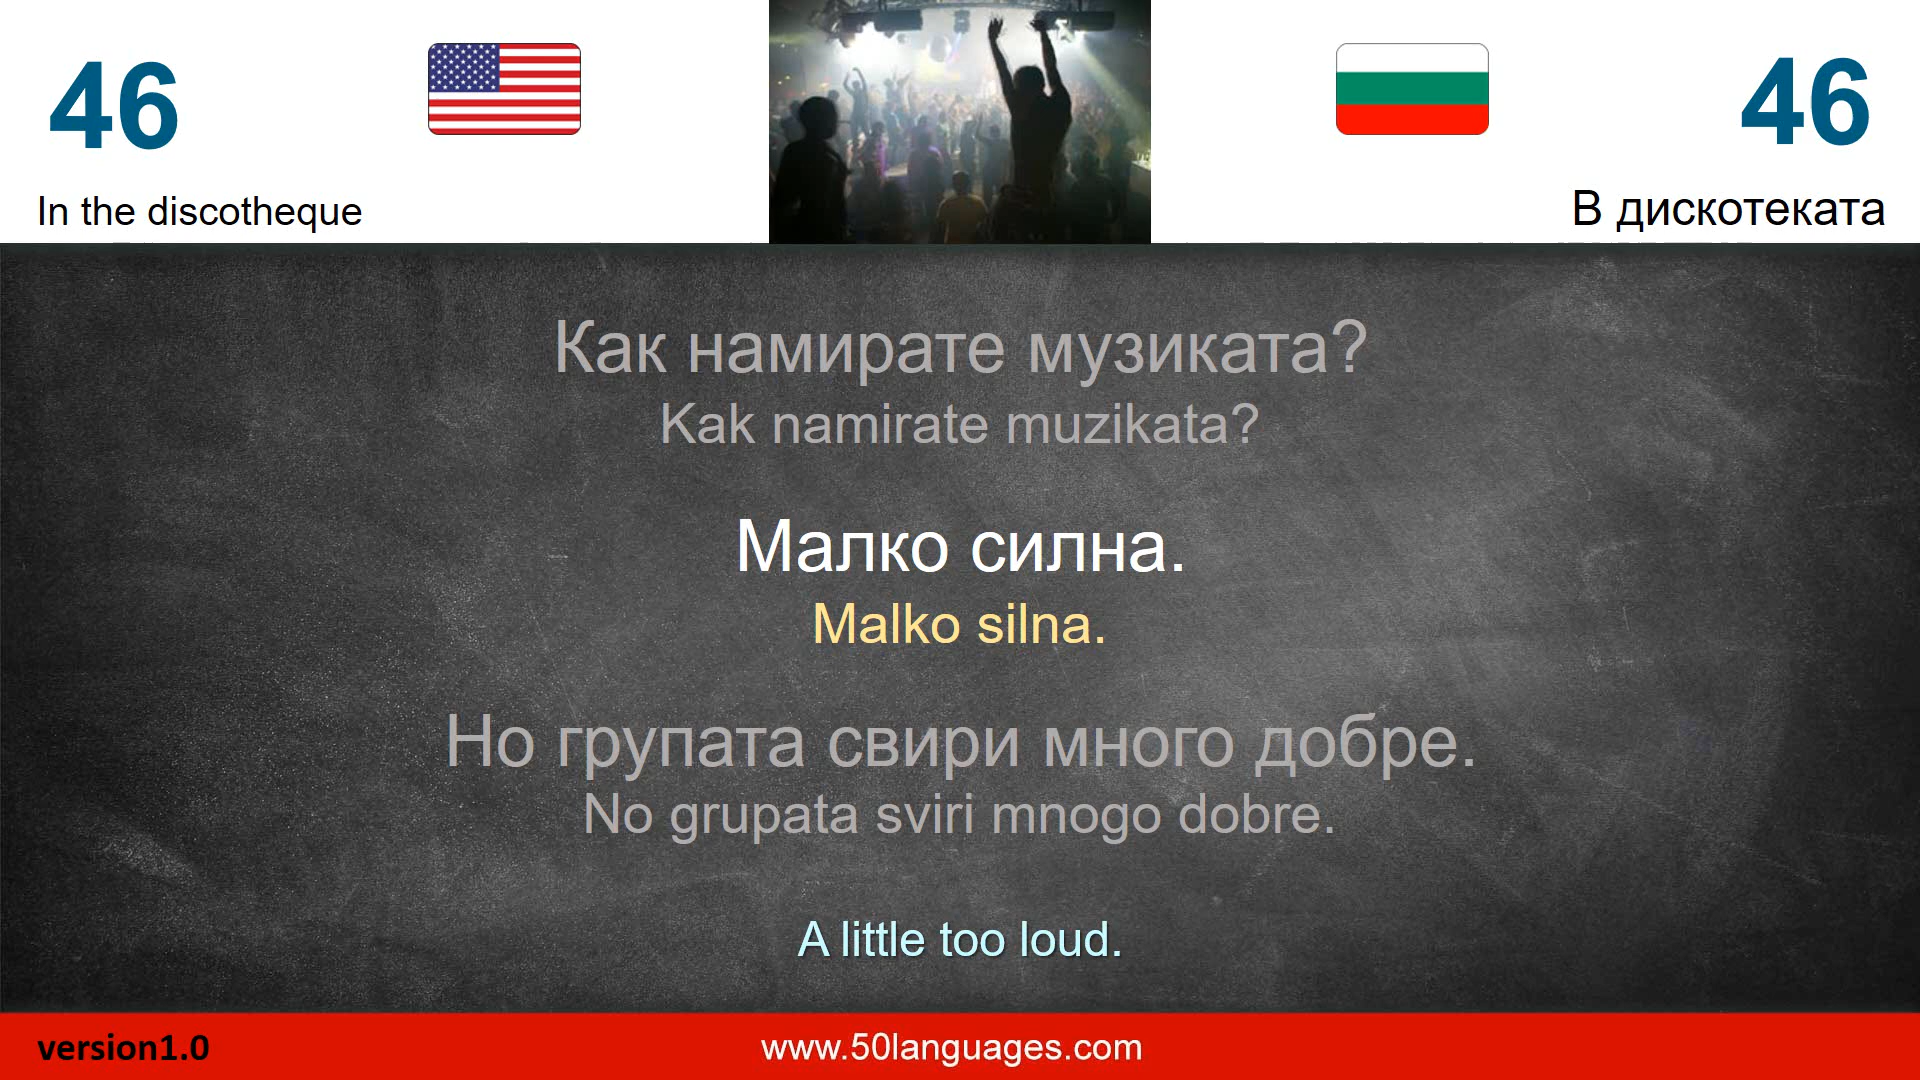 46
46
In the discotheque
В дискотеката
Как намирате музиката?
Kak namirate muzikata?
Малко силна.
Malko silna.
Но групата свири много добре.
No grupata sviri mnogo dobre.
A little too loud.
version1.0
www.50languages.com